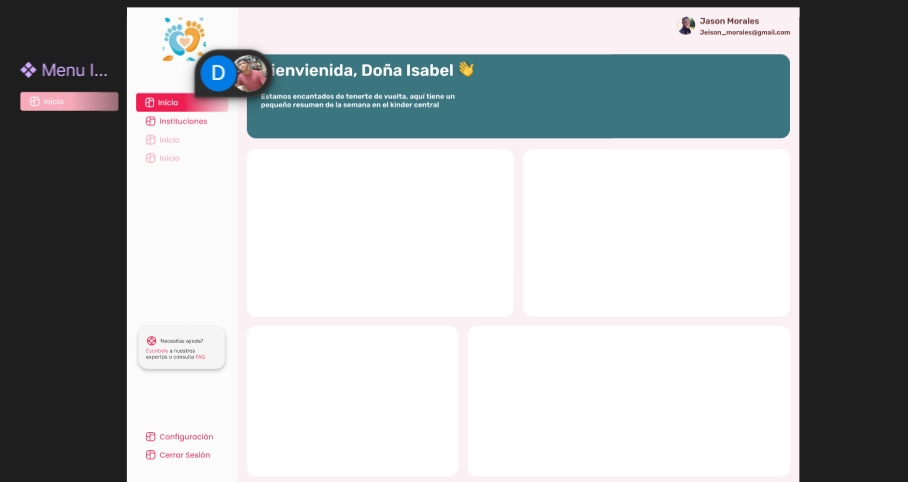 Menu I...
Inicio
Jason Morales
Jeison_morales@gmail.com
D
ienvienida, Doña Isabel 👋
Estamos encantados de tenerte de vuelta, aquí tiene un
pequeño resumen de la semana en el kinder central
Inicio
Instituciones
Inicio
Inicio
Necesitas ayuda?
Escribele a nuestros
expertos o consulta FAQ
Configuración
Cerrar Sesión